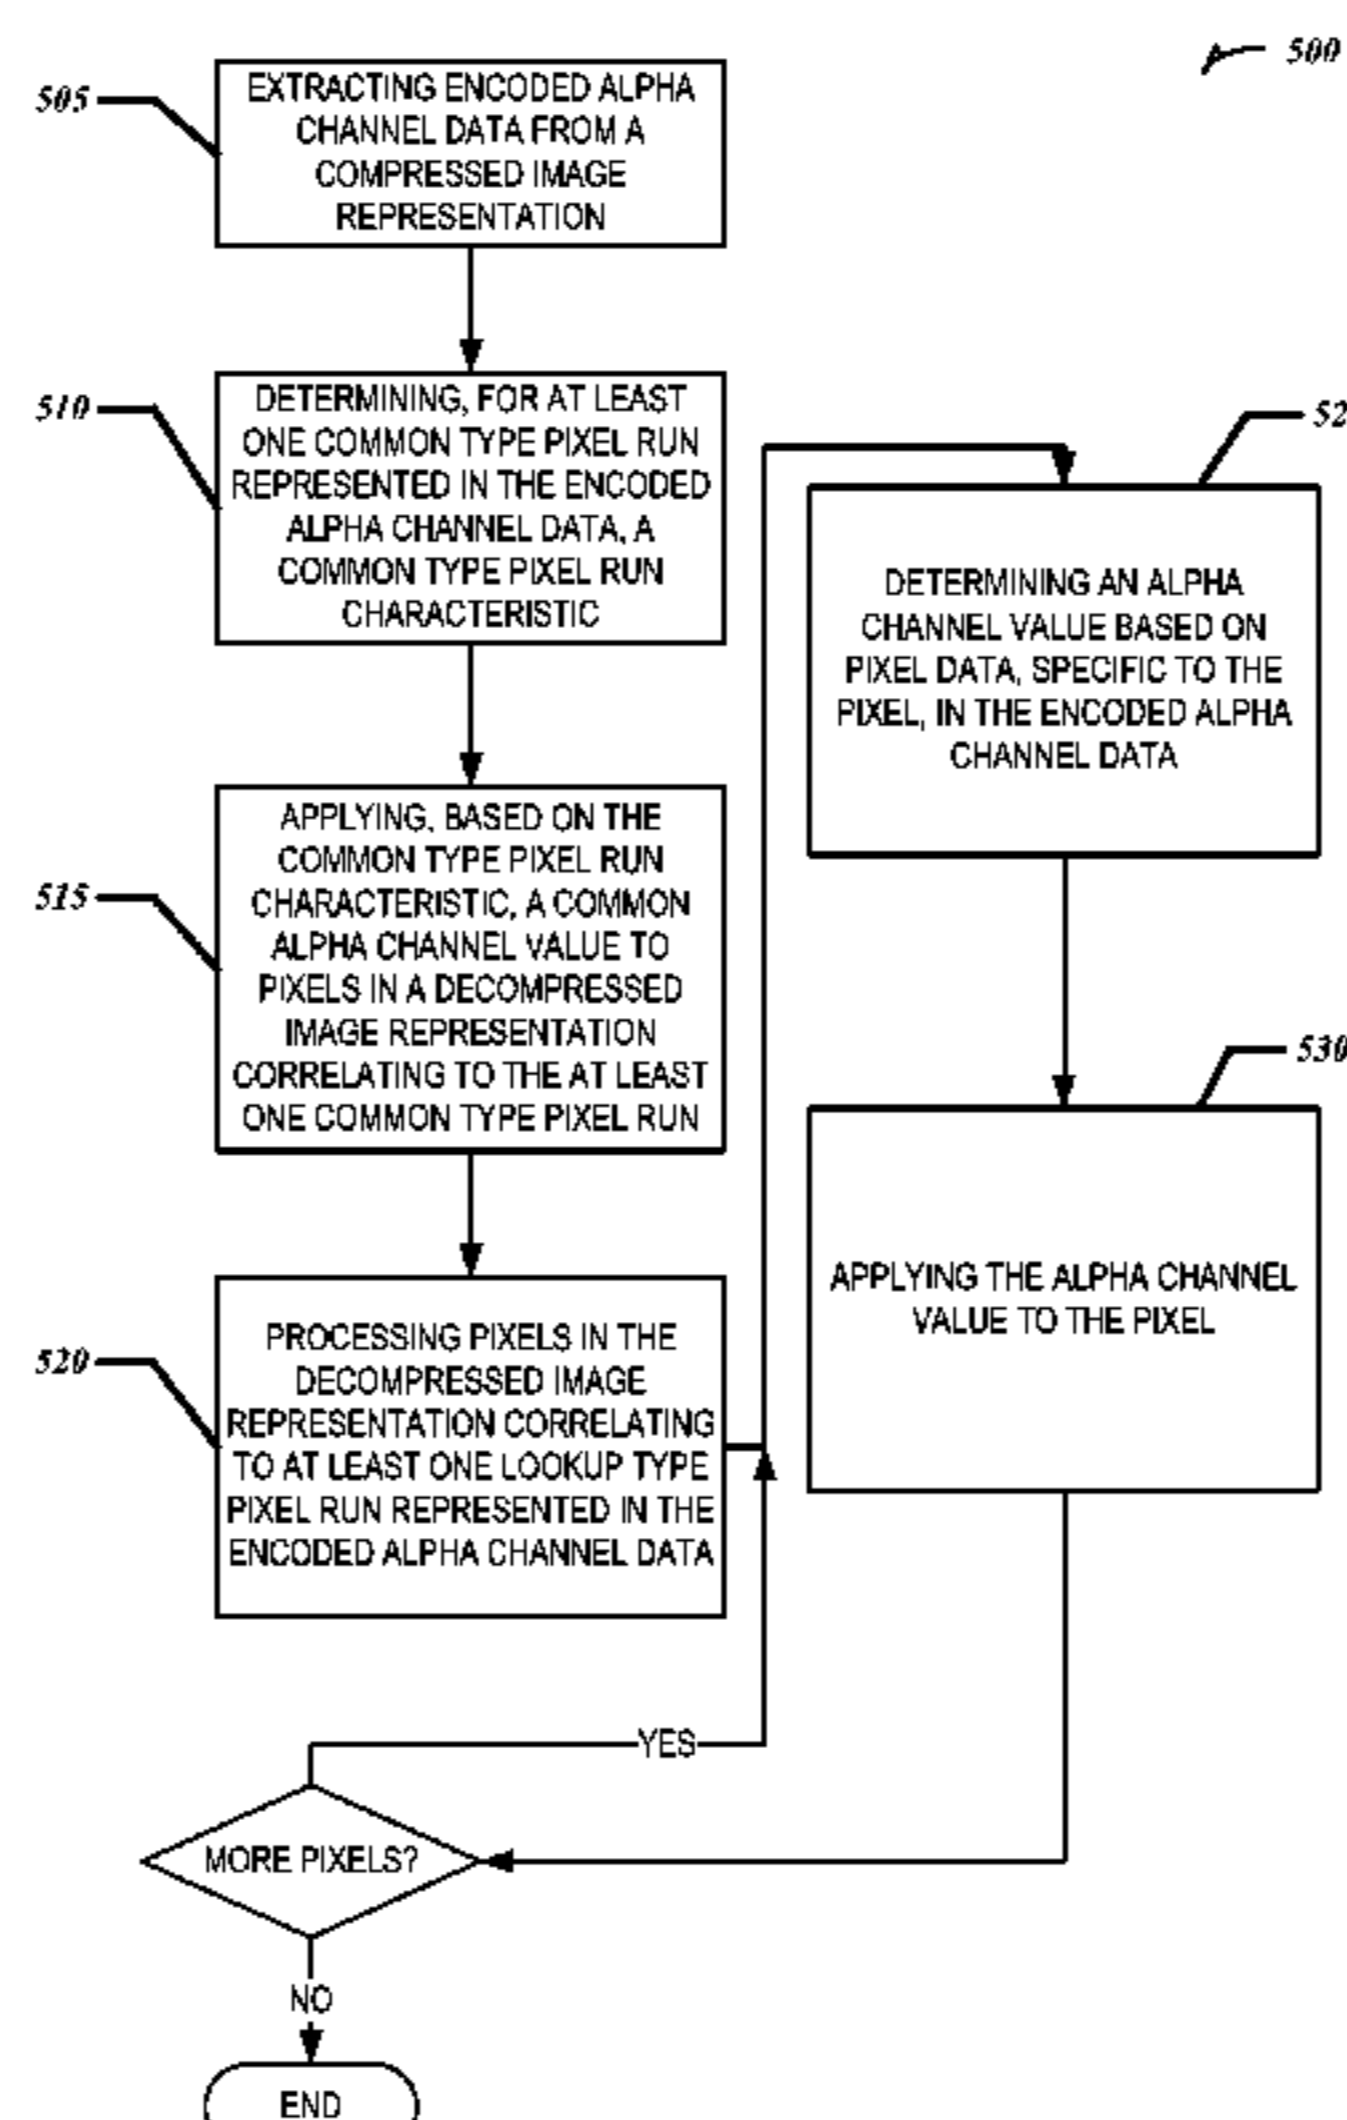 500
505
EXTRACTING ENCODED ALPHA
CHANNEL DATA FROM A
COMPRESSED IMAGE
REPRESENTATION
510
DETERMINING, FOR AT LEAST
ONE COMMON TYPE PIXEL RUN
REPRESENTED IN THE ENCODED
ALPHA CHANNEL DATA, A
COMMON TYPE PIXEL RUN
CHARACTERISTIC
515
APPLYING, BASED ON THE
COMMON TYPE PIXEL RUN
CHARACTERISTIC, A COMMON
ALPHA CHANNEL VALUE TO
PIXELS IN A DECOMPRESSED
IMAGE REPRESENTATION
CORRELATING TO THE AT LEAST
ONE COMMON TYPE PIXEL RUN
520
PROCESSING PIXELS IN THE
DECOMPRESSED IMAGE
REPRESENTATION CORRELATING
TO AT LEAST ONE LOOKUP TYPE
PIXEL RUN REPRESENTED IN THE
ENCODED ALPHA CHANNEL DATA
52
DETERMINING AN ALPHA
CHANNEL VALUE BASED ON
PIXEL DATA, SPECIFIC TO THE
PIXEL, IN THE ENCODED ALPHA
CHANNEL DATA
530
APPLYING THE ALPHA CHANNEL
VALUE TO THE PIXEL
YES
MORE PIXELS?
NO
END